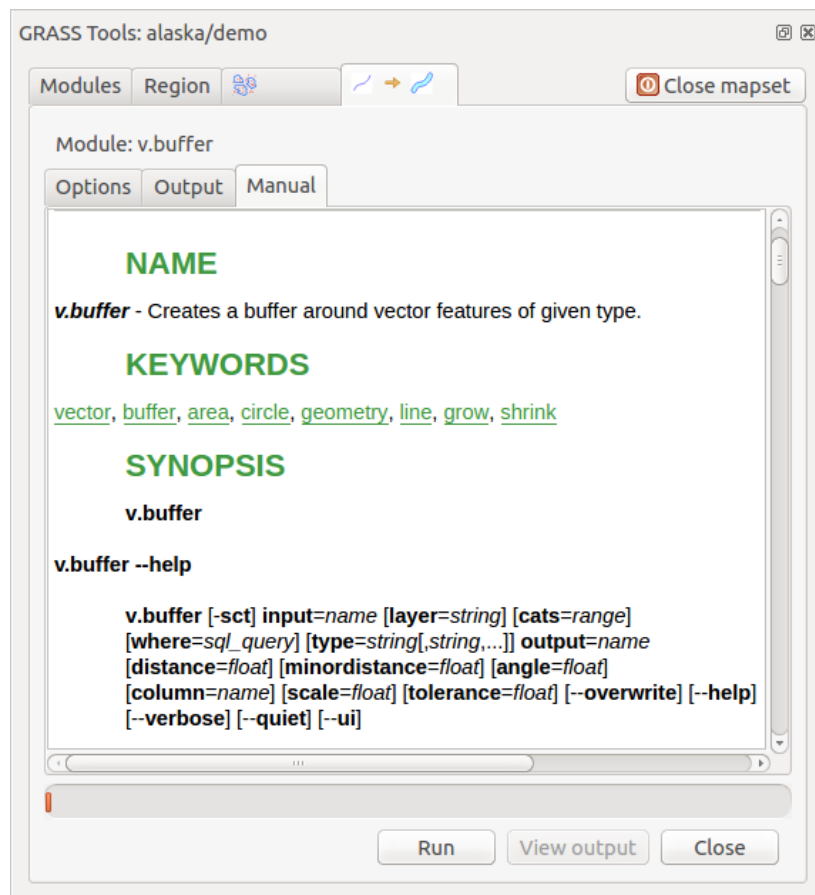 GRASS Tools: alaska/demo
Modules Region Close mapset
Module: v.buffer
Options Output Manual
NAME
v.buffer - Creates a buffer around vector features of given type.
KEYWORDS
vector, buffer, area, circle, geometry, line, grow, shrink
SYNOPSIS
v.buffer
v.buffer --help
v.buffer [-sct] input=name [layer=string] [cats=range]
[where=sql_query] [type=string[,string,...]] output=name
[distance=float] [minordistance=float] [angle=float]
[column=name] [scale=float] [tolerance=float] [--overwrite] [--help]
[--verbose] [--quiet] [--ui]
Run View output Close